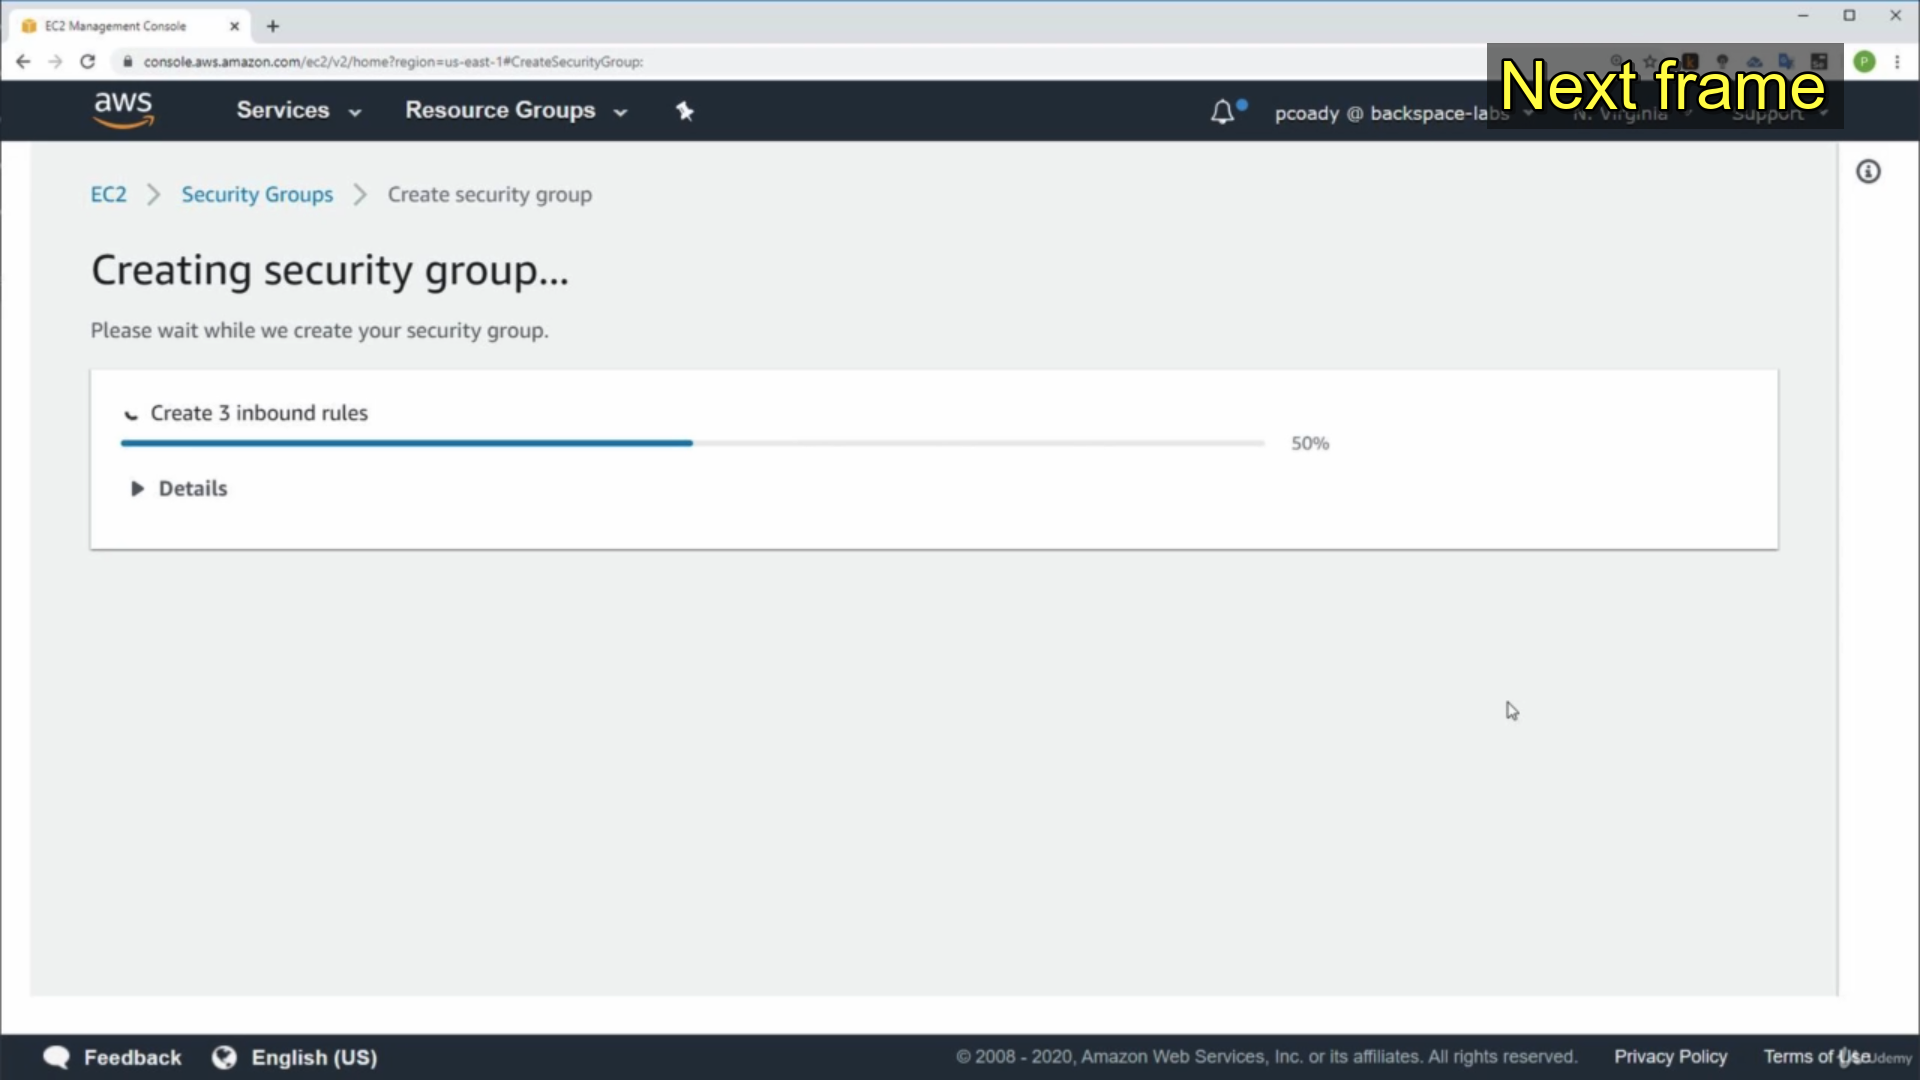 EC2 Management Console
console.aws.amazon.com/ec2/v2/home?region=us-east-1#CreateSecurityGroup:
P
Next frame
aws
Services
Resource Groups
pcoady @ backspace-labs
N. Virginia
Support
EC2 > Security Groups > Create security group
Creating security group...
Please wait while we create your security group.
Create 3 inbound rules
50%
Details
Feedback
English (US)
© 2008 - 2020, Amazon Web Services, Inc. or its affiliates. All rights reserved.
Privacy Policy
Terms of Use
Udemy